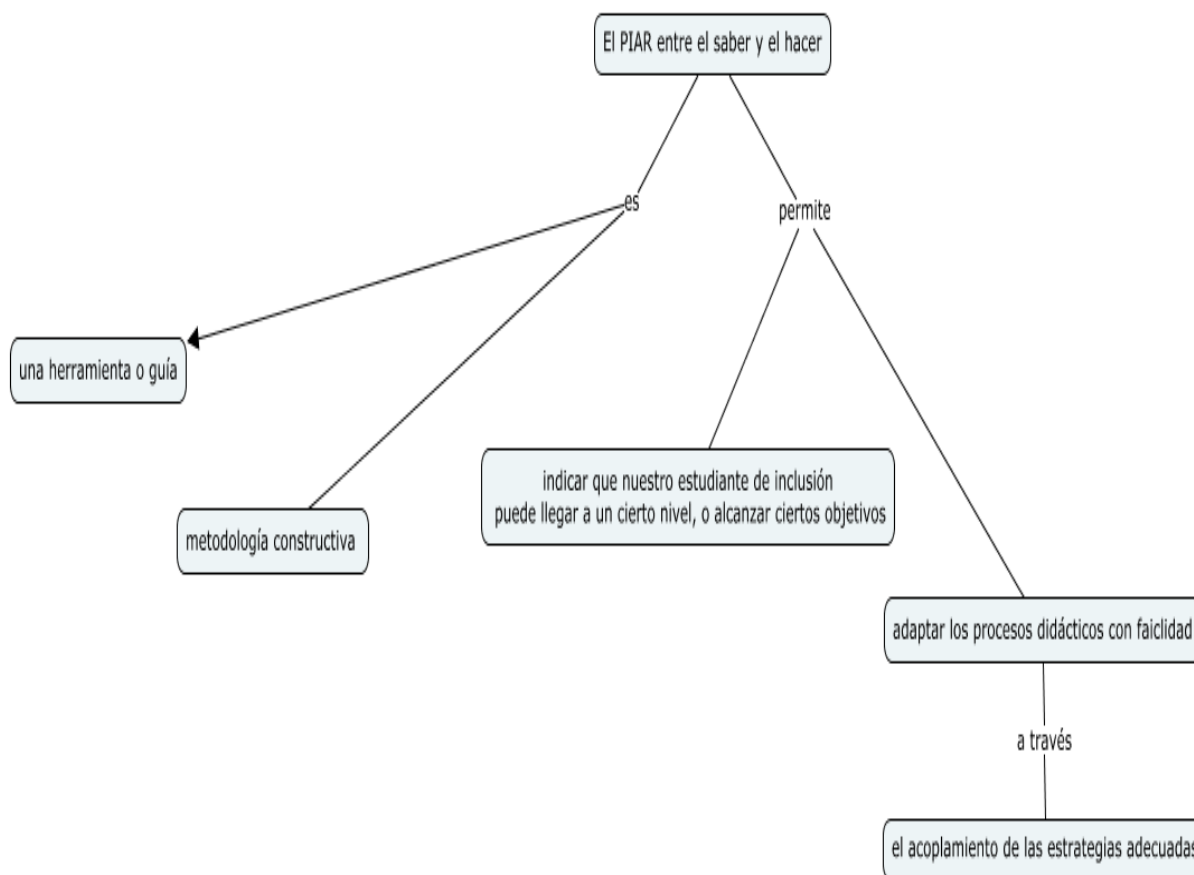 El PIAR entre el saber y el hacer
es
permite
una herramienta o guía
metodología constructiva
indicar que nuestro estudiante de inclusión
puede llegar a un cierto nivel, o alcanzar ciertos objetivos
adaptar los procesos didácticos con faiclidad
a través
el acoplamiento de las estrategias adecuadas